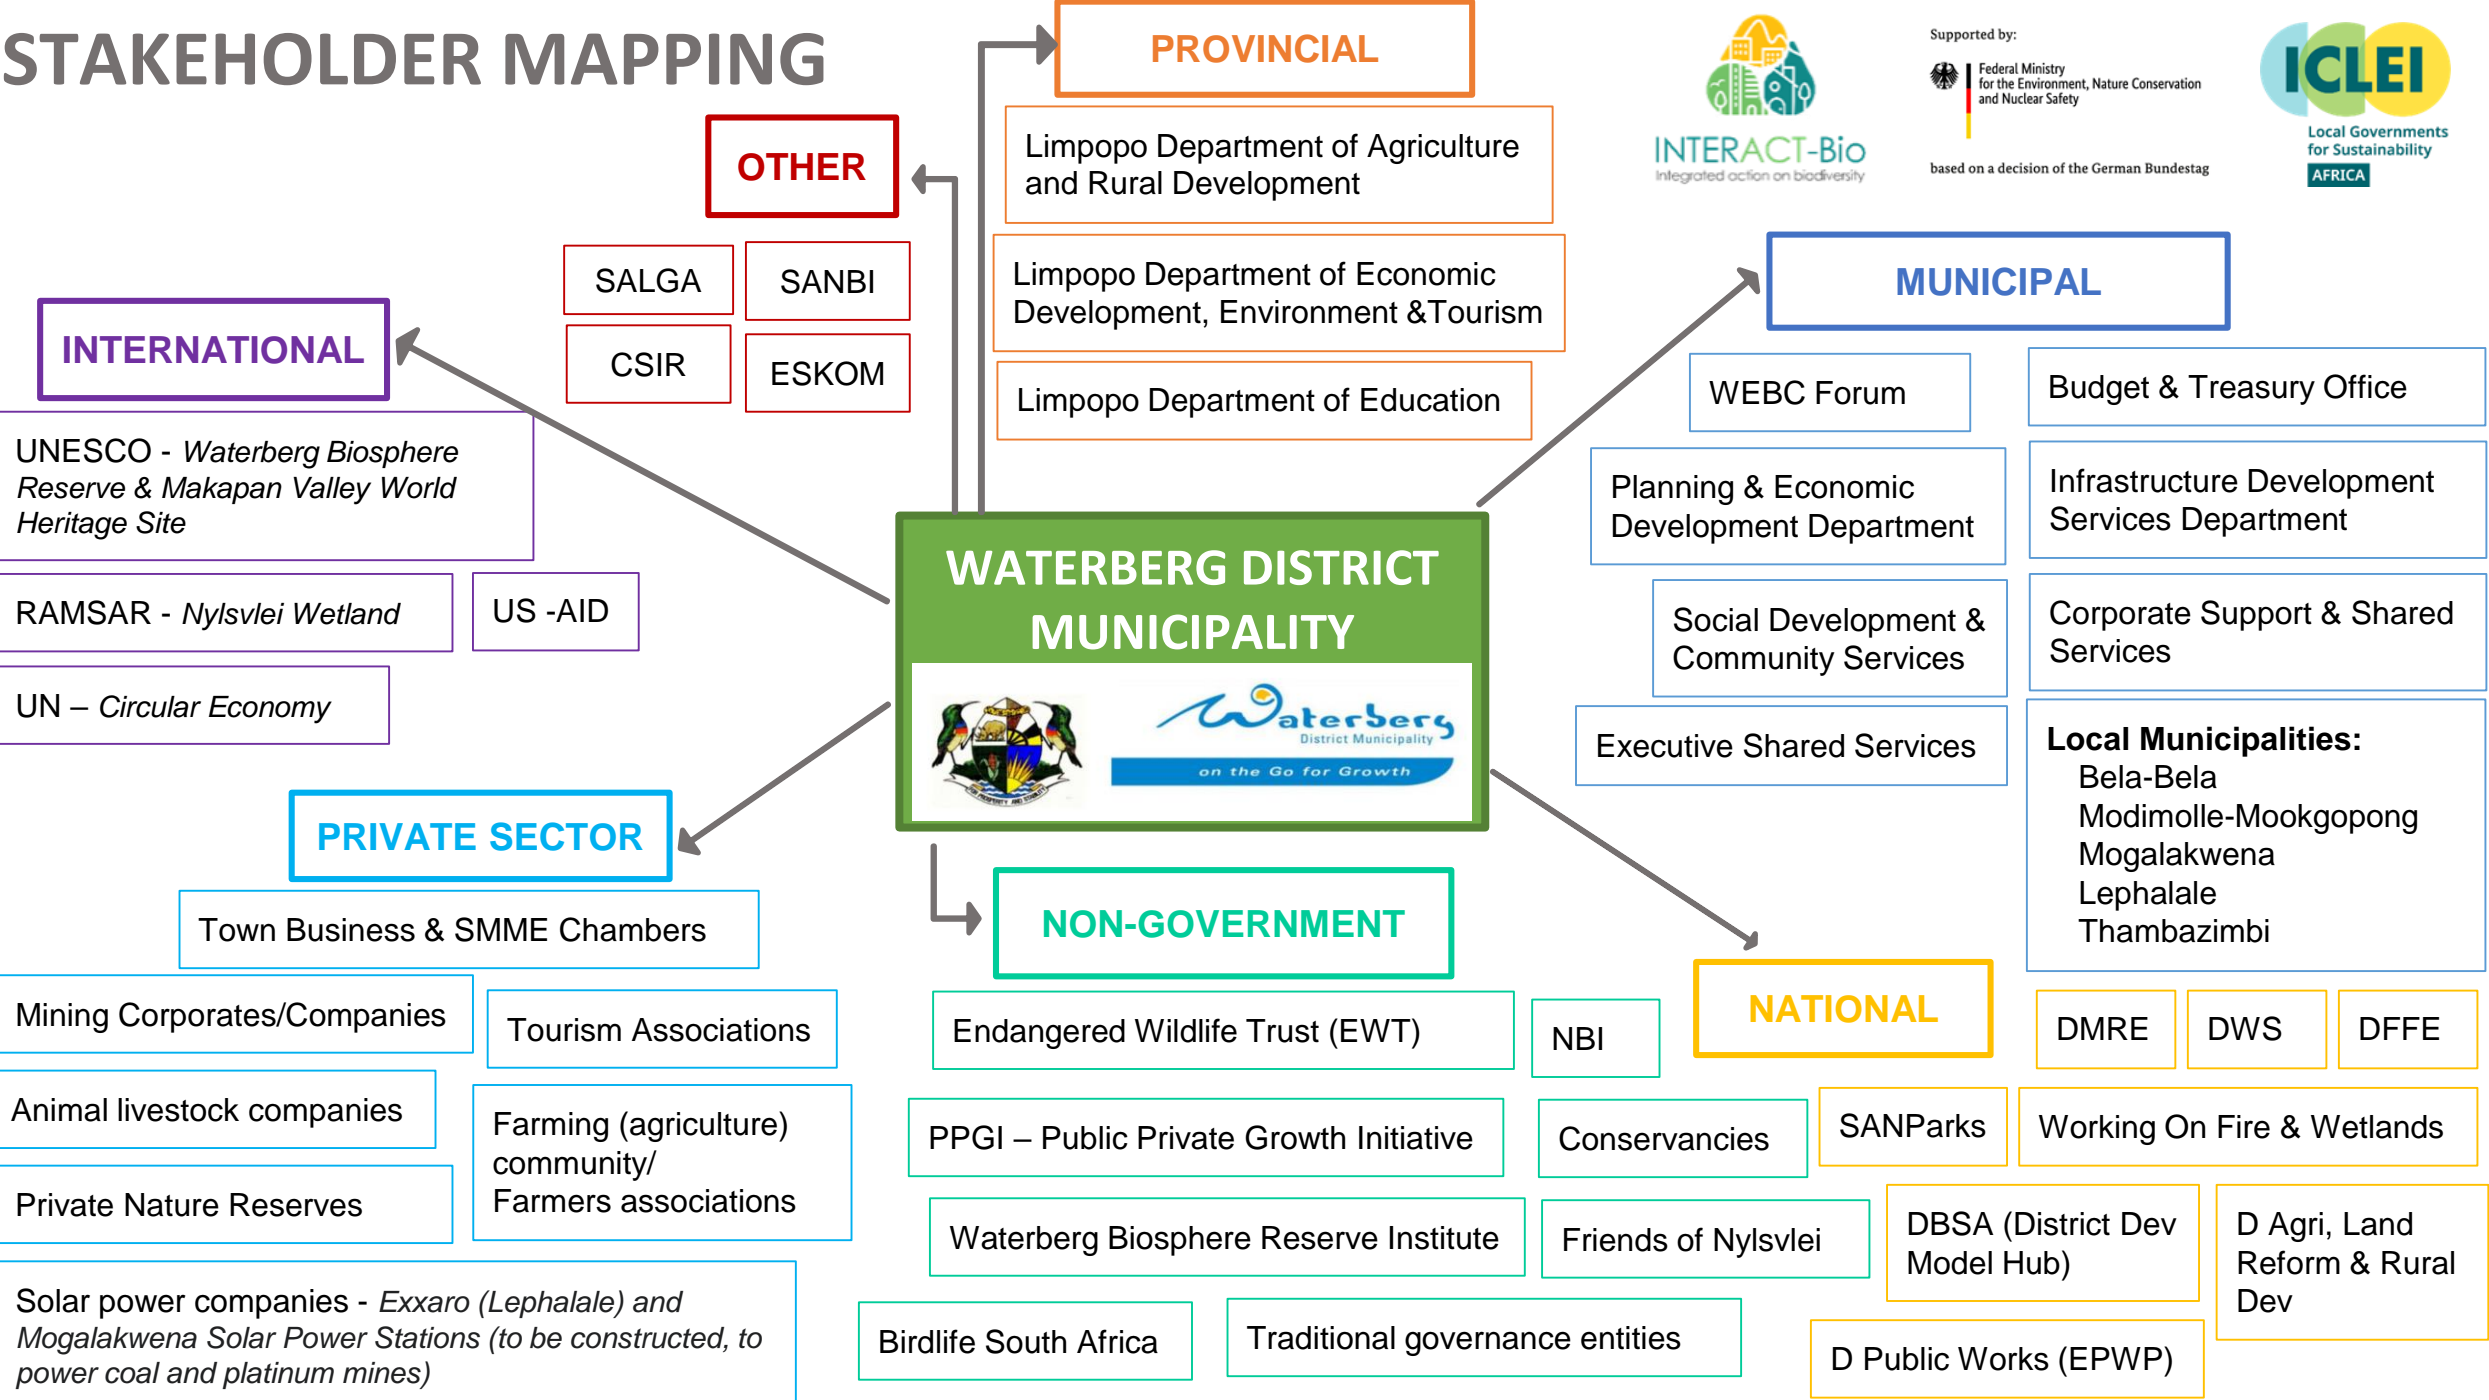 STAKEHOLDER MAPPING
PROVINCIAL
Limpopo Department of Agriculture
and Rural Development
Limpopo Department of Economic
Development, Environment &Tourism
Limpopo Department of Education
INTERACT-Bio
Integrated action on biodiversity
Supported by:
Federal Ministry
for the Environment, Nature Conservation
and Nuclear Safety
based on a decision of the German Bundestag
ICLEI
Local Governments
for Sustainability
AFRICA
OTHER
SALGA
SANBI
CSIR
ESKOM
INTERNATIONAL
UNESCO - Waterberg Biosphere
Reserve & Makapan Valley World
Heritage Site
RAMSAR - Nylsvlei Wetland
US -AID
UN – Circular Economy
MUNICIPAL
WEBC Forum
Budget & Treasury Office
Planning & Economic
Development Department
Infrastructure Development
Services Department
Social Development &
Community Services
Corporate Support & Shared
Services
Executive Shared Services
Local Municipalities:
Bela-Bela
Modimolle-Mookgopong
Mogalakwena
Lephalale
Thambazimbi
WATERBERG DISTRICT
MUNICIPALITY
FOR PROSPERITY AND STABILITY
Waterberg
District Municipality
on the Go for Growth
PRIVATE SECTOR
Town Business & SMME Chambers
Mining Corporates/Companies
Tourism Associations
Animal livestock companies
Farming (agriculture)
community/
Farmers associations
Private Nature Reserves
Solar power companies - Exxaro (Lephalale) and
Mogalakwena Solar Power Stations (to be constructed, to
power coal and platinum mines)
NON-GOVERNMENT
Endangered Wildlife Trust (EWT)
NBI
PPGI – Public Private Growth Initiative
Conservancies
Waterberg Biosphere Reserve Institute
Friends of Nylsvlei
Birdlife South Africa
Traditional governance entities
NATIONAL
DMRE
DWS
DFFE
SANParks
Working On Fire & Wetlands
DBSA (District Dev
Model Hub)
D Agri, Land
Reform & Rural
Dev
D Public Works (EPWP)